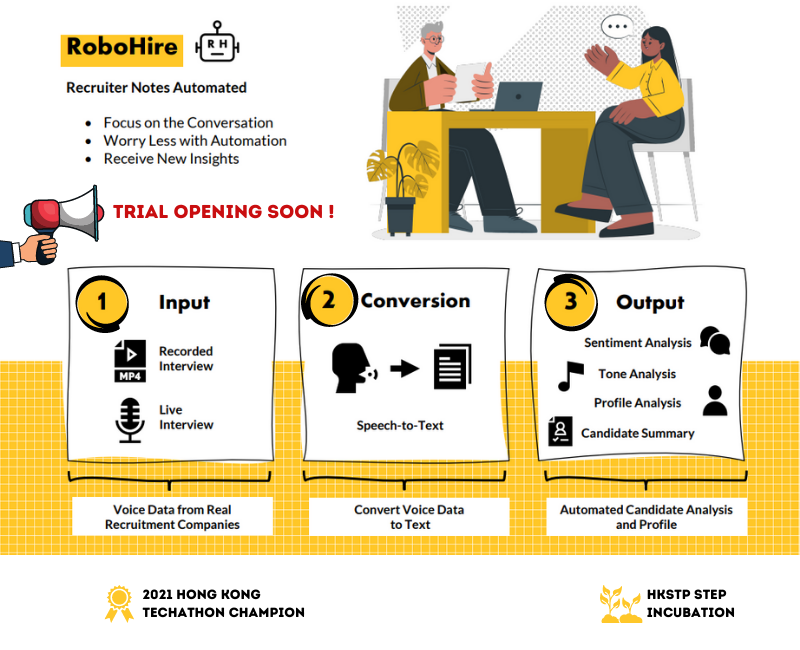 RoboHire
R H
Recruiter Notes Automated
• Focus on the Conversation
• Worry Less with Automation
• Receive New Insights
TRIAL OPENING SOON !
1
Input
MP4
Recorded
Interview
Live
Interview
Voice Data from Real
Recruitment Companies
2
Conversion
Speech-to-Text
Convert Voice Data
to Text
3
Output
Sentiment Analysis
Tone Analysis
Profile Analysis
Candidate Summary
Automated Candidate Analysis
and Profile
2021 HONG KONG
TECHATHON CHAMPION
HKSTP STEP
INCUBATION